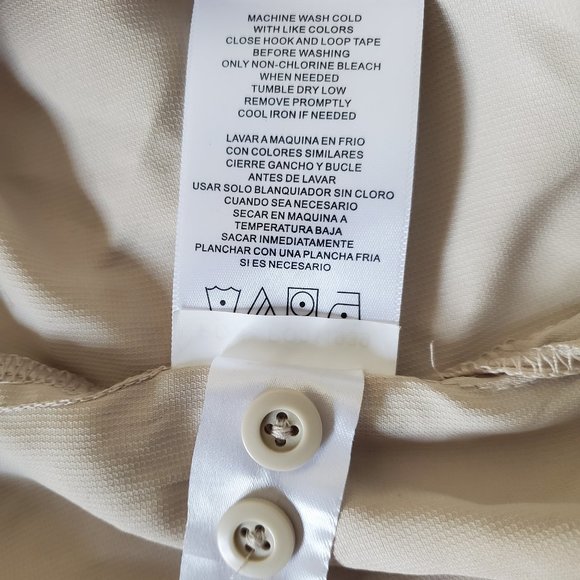 MACHINE WASH COLD
WITH LIKE COLORS
CLOSE HOOK AND LOOP TAPE
BEFORE WASHING
ONLY NON-CHLORINE BLEACH
WHEN NEEDED
TUMBLE DRY LOW
REMOVE PROMPTLY
COOL IRON IF NEEDED
LAVAR A MAQUINA EN FRIO
CON COLORES SIMILARES
CIERRE GANCHO Y BUCLE
ANTES DE LAVAR
USAR SOLO BLANQUIADOR SIN CLORO
CUANDO SEA NECESARIO
SECAR EN MAQUINA A
TEMPERATURA BAJA
SACAR INMEDIATAMENTE
PLANCHAR CON UNA PLANCHA FRIA
SI ES NECESARIO